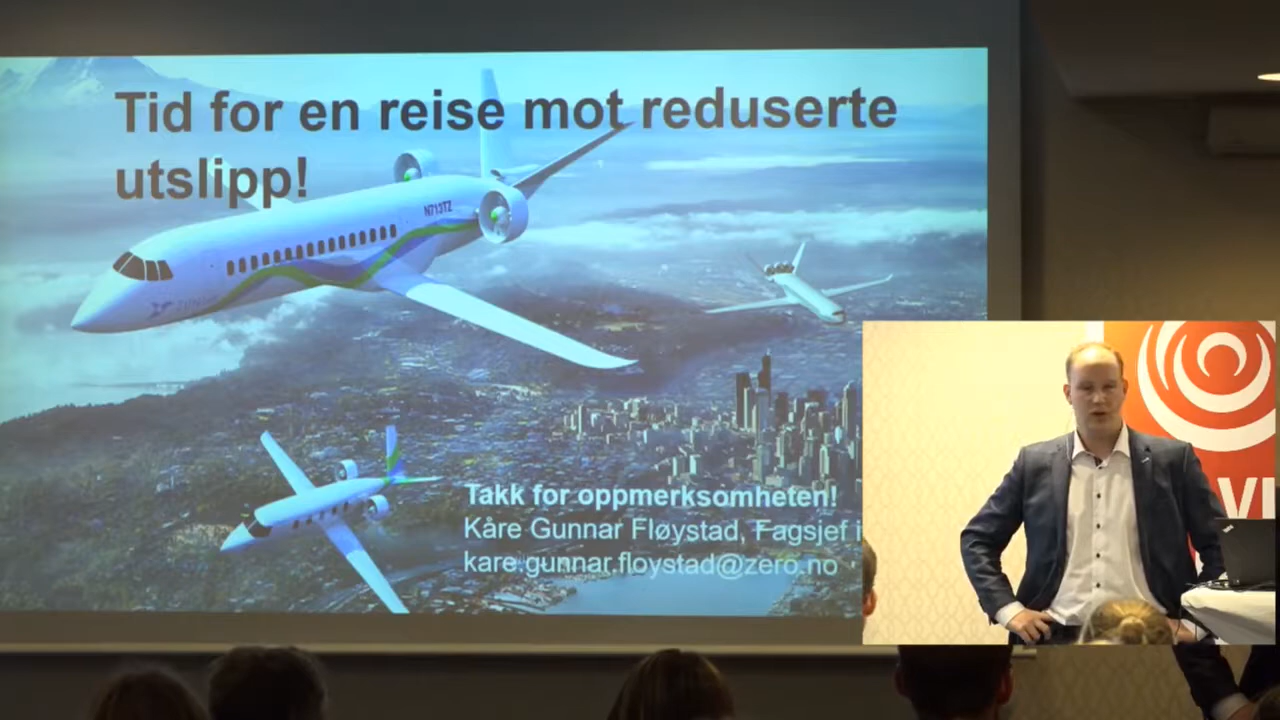 Tid for en reise mot reduserte
utslipp!
N713TZ
Takk for oppmerksomheten!
Kåre Gunnar Fløystad, Fagsjef i
kare.gunnar.floystad@zero.no
VI